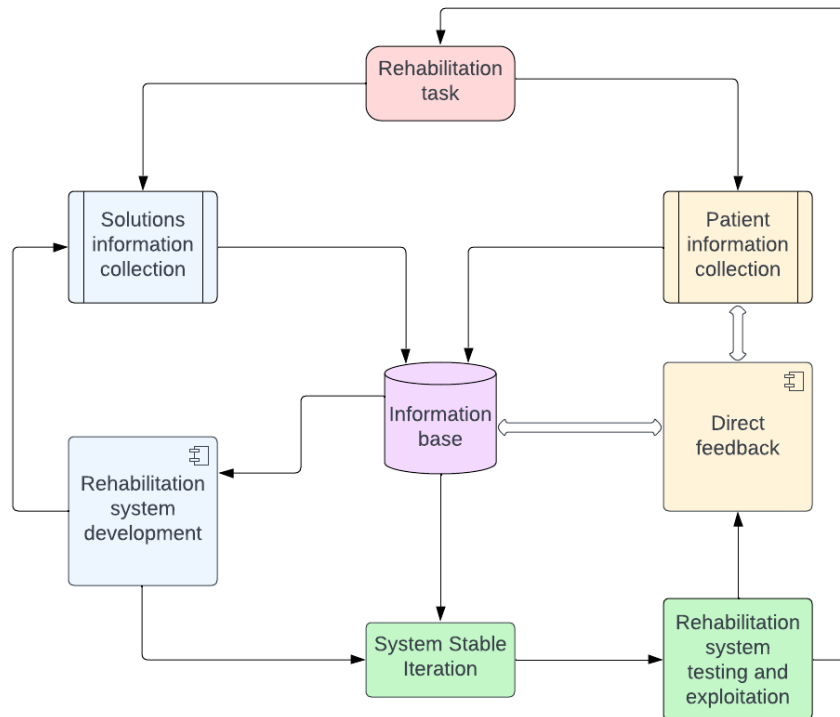 Rehabilitation
task
Solutions
information
collection
Patient
information
collection
Information
base
Direct
feedback
Rehabilitation
system
development
System Stable
Iteration
Rehabilitation
system
testing and
exploitation